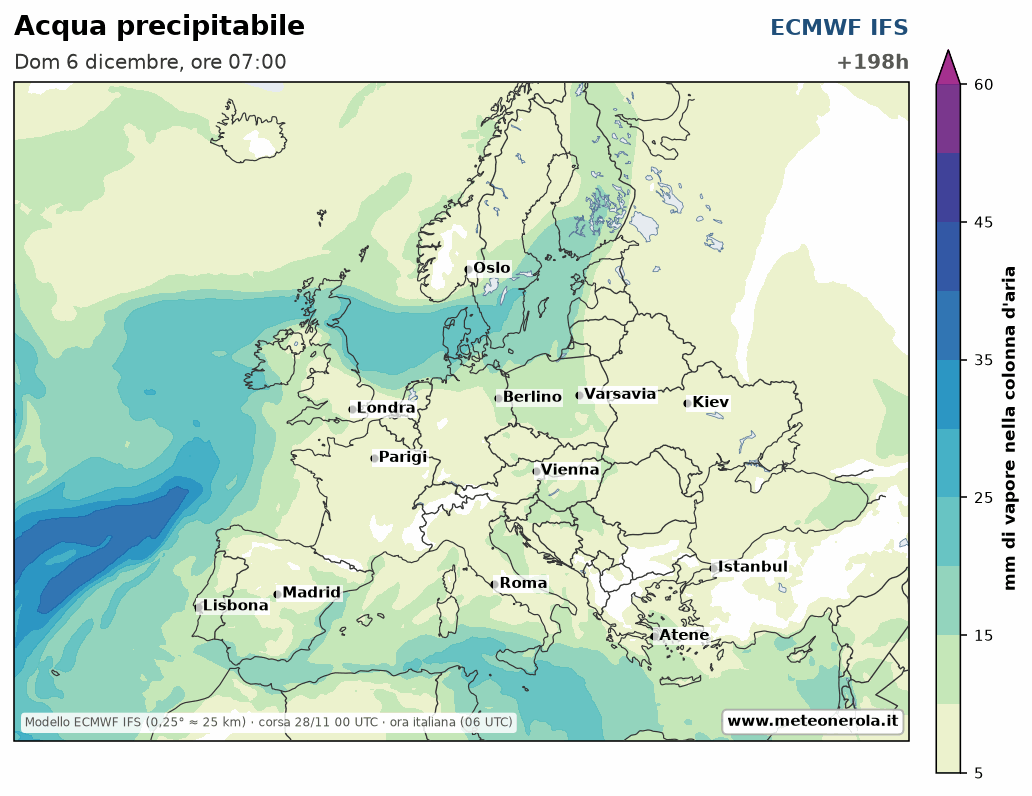 Acqua precipitabile
ECMWF IFS
Dom 6 dicembre, ore 07:00
+198h
60
45
35
25
15
5
mm di vapore nella colonna d'aria
Oslo
Berlino
Varsavia
Kiev
Londra
Parigi
Vienna
Istanbul
Roma
Madrid
Lisbona
Atene
Modello ECMWF IFS (0,25° ≈ 25 km) · corsa 28/11 00 UTC · ora italiana (06 UTC)
www.meteonerola.it